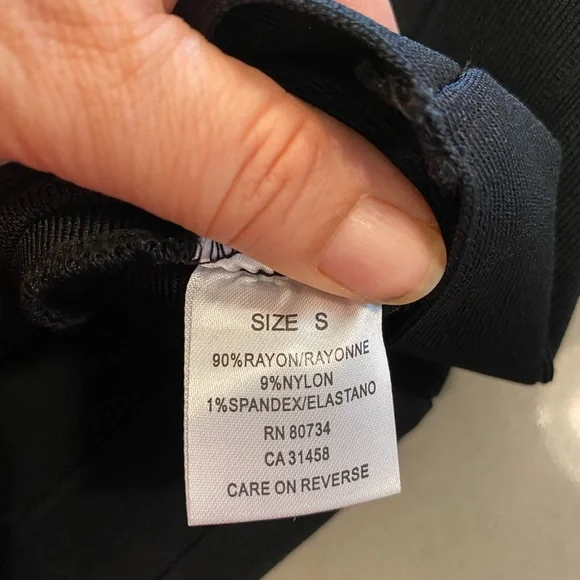 SIZE S
90%RAYON/RAYONNE
9%NYLON
1%SPANDEX/ELASTANO
RN 80734
CA 31458
CARE ON REVERSE